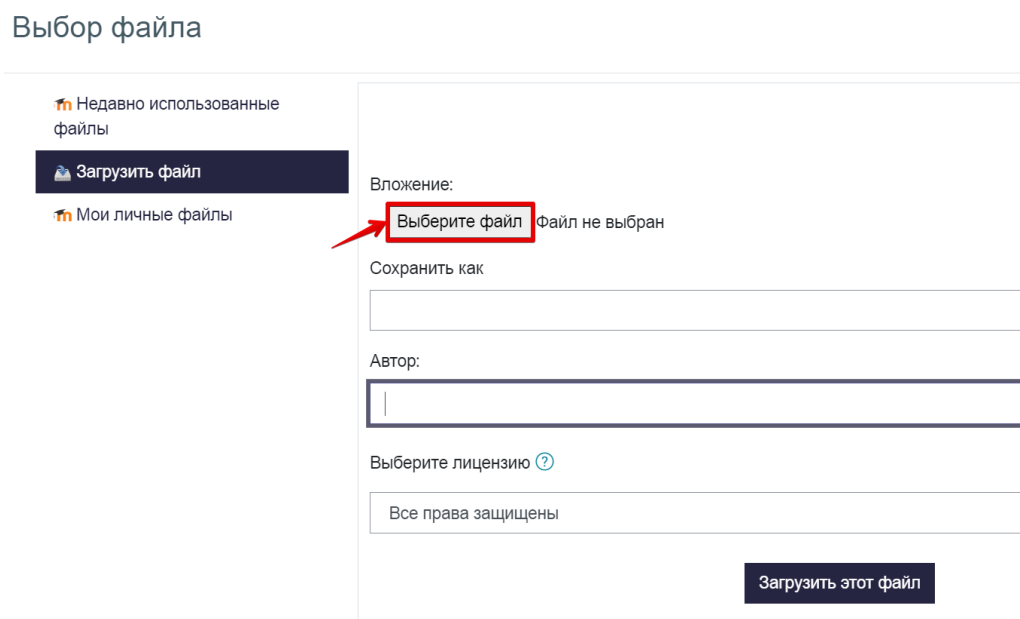 Выбор файла
Недавно использованные
файлы
Загрузить файл
Мои личные файлы
Вложение:
Выберите файл Файл не выбран
Сохранить как
Автор:
Выберите лицензию ?
Все права защищены
Загрузить этот файл